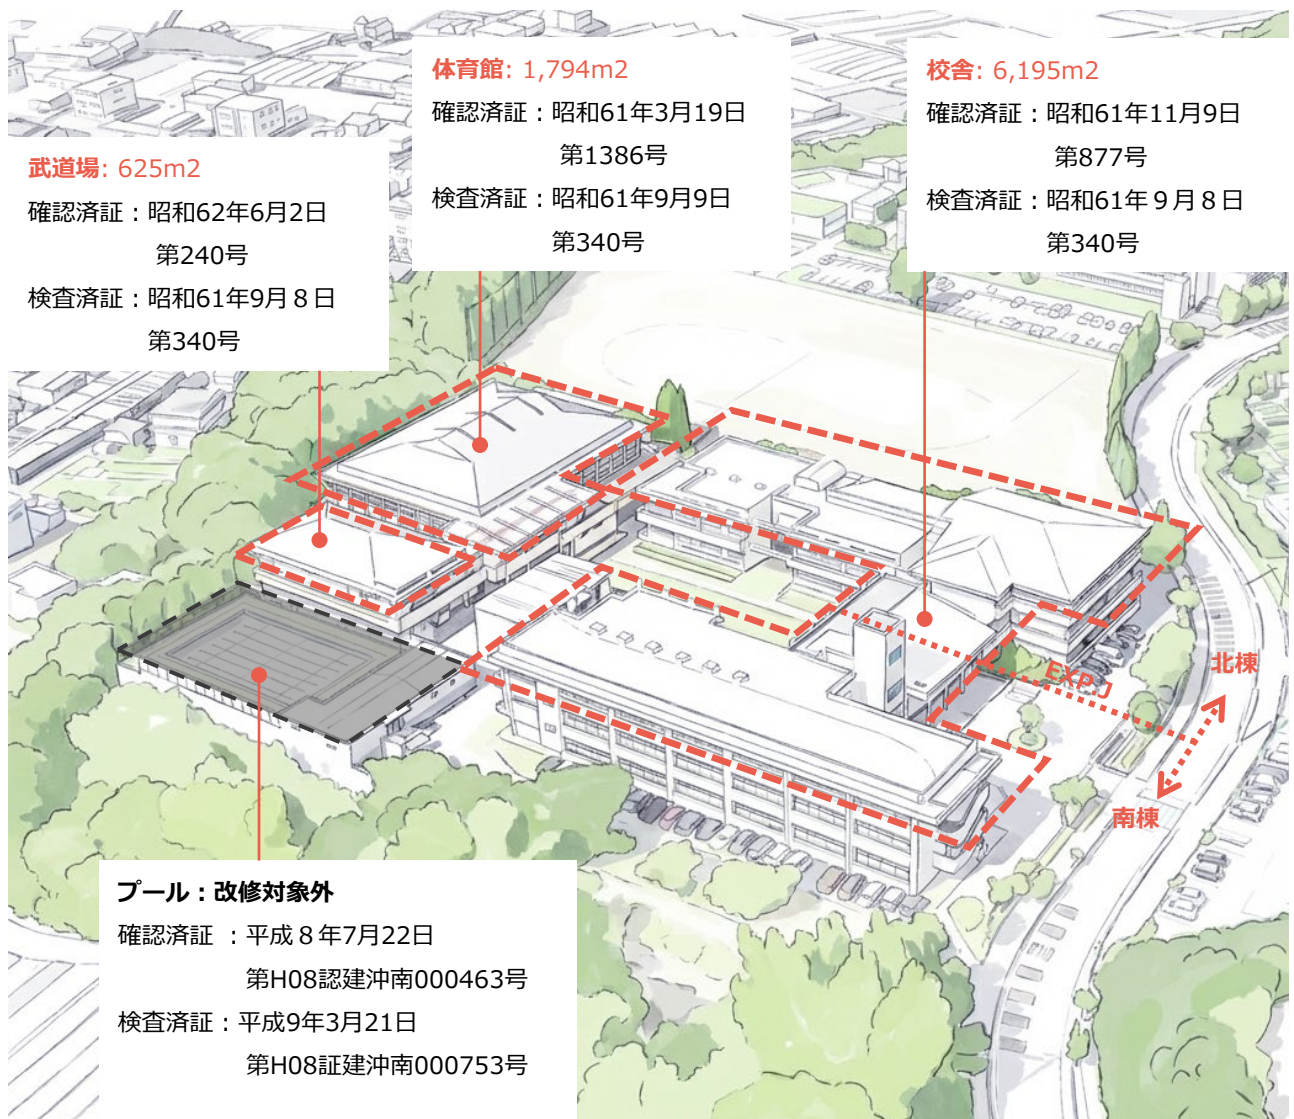 武道場: 625m2
確認済証：昭和62年6月2日
第240号
検査済証：昭和61年9月８日
第340号
体育館: 1,794m2
確認済証：昭和61年3月19日
第1386号
検査済証：昭和61年9月9日
第340号
校舎: 6,195m2
確認済証：昭和61年11月9日
第877号
検査済証：昭和61年９月８日
第340号
EXP.J
北棟
南棟
プール：改修対象外
確認済証 ：平成８年7月22日
第H08認建沖南000463号
検査済証：平成9年3月21日
第H08証建沖南000753号